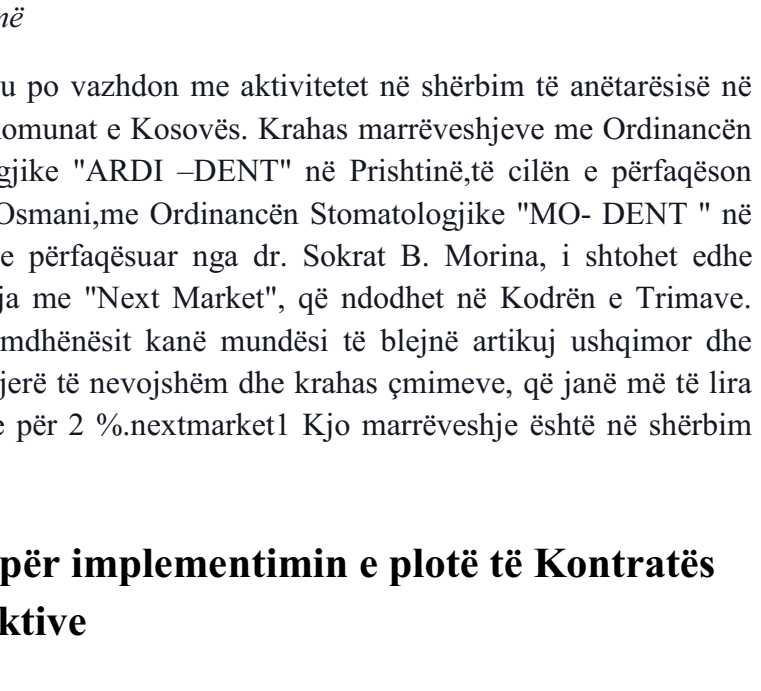 në
u po vazhdon me aktivitetet në shërbim të anëtarësisë në
omunat e Kosovës. Krahas marrëveshjeve me Ordinancën
gjike "ARDI –DENT" në Prishtinë,të cilën e përfaqëson
Osmani,me Ordinancën Stomatologjike "MO- DENT " në
e përfaqësuar nga dr. Sokrat B. Morina, i shtohet edhe
ja me "Next Market", që ndodhet në Kodrën e Trimave.
mdhënësit kanë mundësi të blejnë artikuj ushqimor dhe
jerë të nevojshëm dhe krahas çmimeve, që janë më të lira
e për 2 %.nextmarket1 Kjo marrëveshje është në shërbim
për implementimin e plotë të Kontratës
ktive